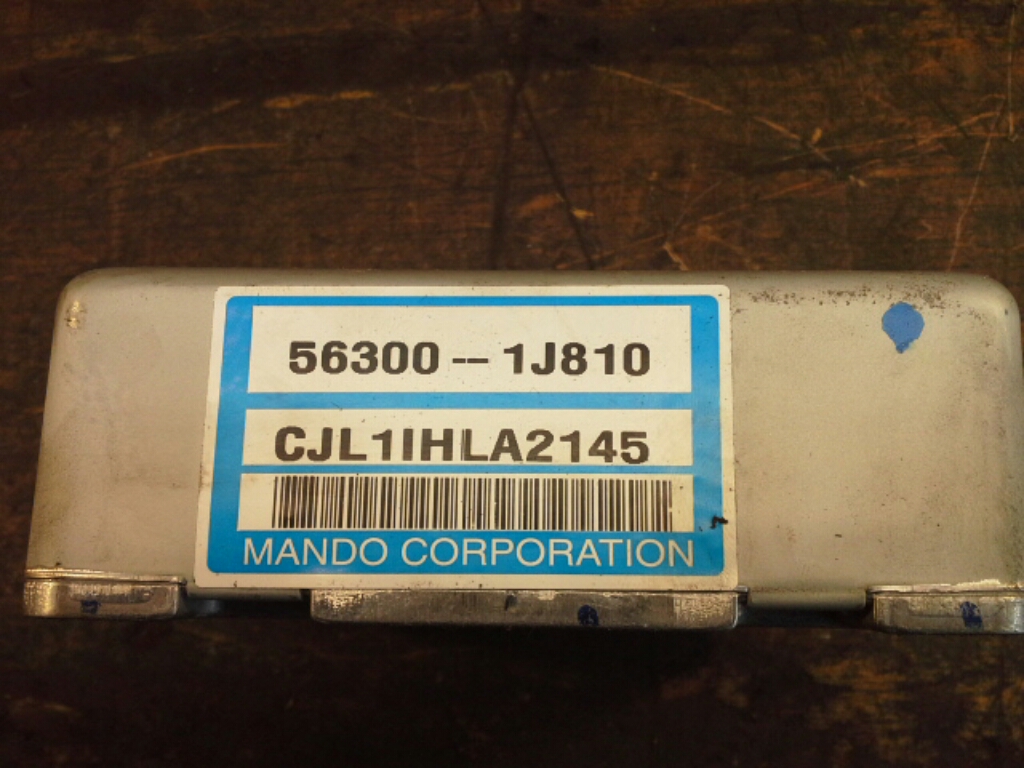 56300--1J810
CJL1IHLA2145
MANDO CORPORATION